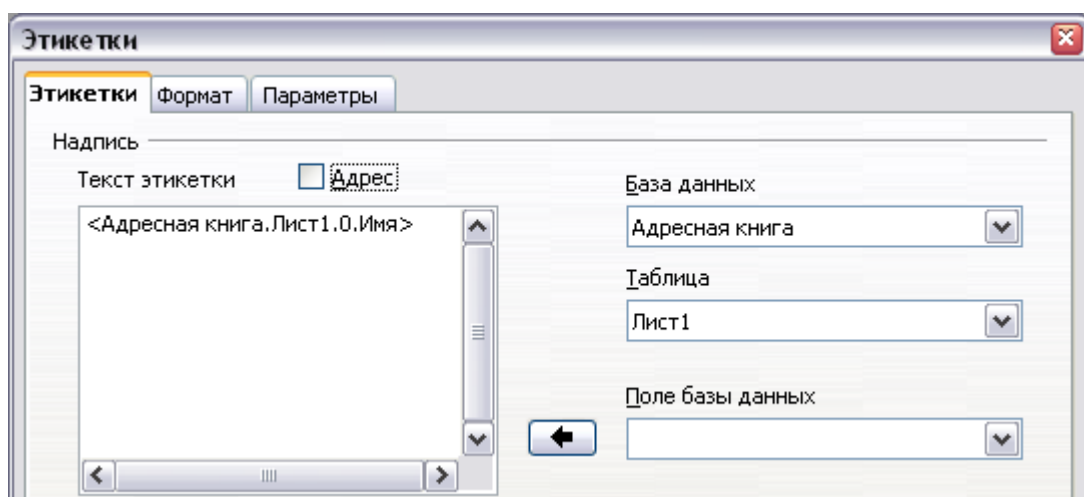 Этикетки
Этикетки Формат Параметры
Надпись
Текст этикетки Адрес
<Адресная книга.Лист1.0.Имя>
База данных
Адресная книга
Таблица
Лист1
Поле базы данных